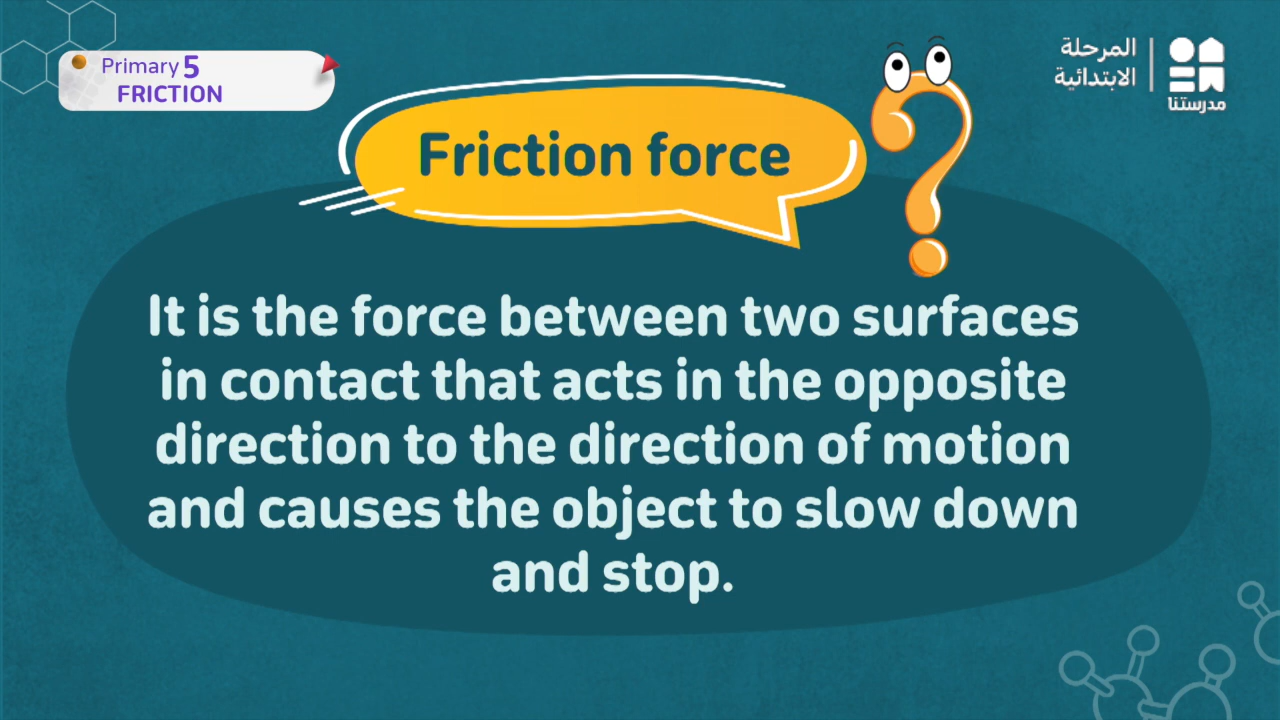 Primary 5
FRICTION
المرحلة
الابتدائية
مدرستنا
Friction force
It is the force between two surfaces
in contact that acts in the opposite
direction to the direction of motion
and causes the object to slow down
and stop.